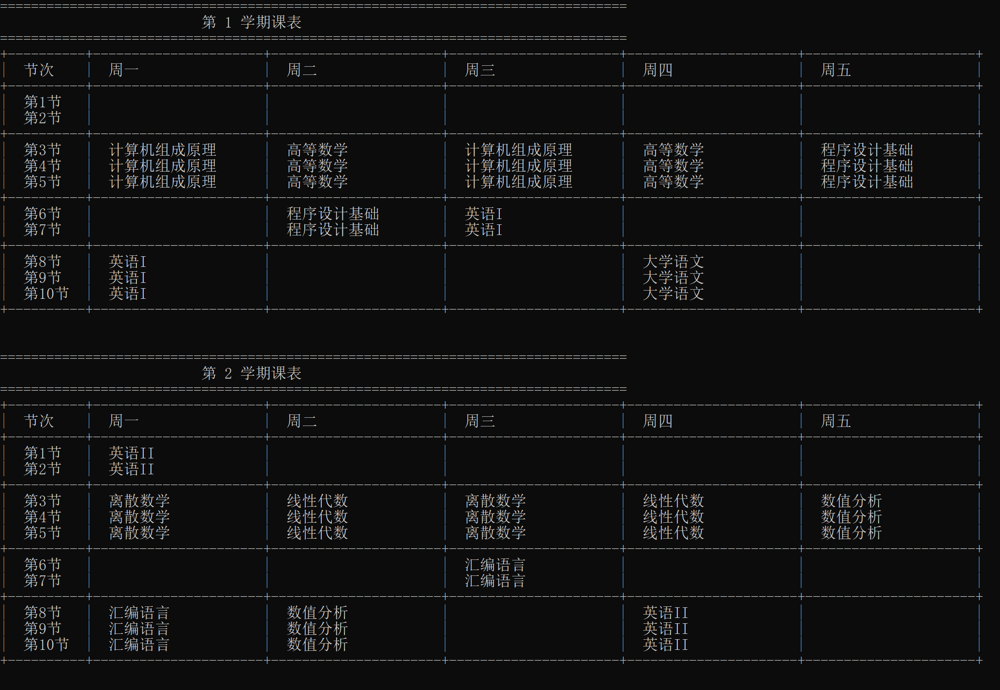 =================================================================================
第 1 学期课表
=================================================================================
+----------+----------------------+----------------------+----------------------+----------------------+----------------------+
| 节次 | 周一 | 周二 | 周三 | 周四 | 周五 |
+----------+----------------------+----------------------+----------------------+----------------------+----------------------+
| 第1节 | | | | | |
| 第2节 | | | | | |
+----------+----------------------+----------------------+----------------------+----------------------+----------------------+
| 第3节 | 计算机组成原理 | 高等数学 | 计算机组成原理 | 高等数学 | 程序设计基础 |
| 第4节 | 计算机组成原理 | 高等数学 | 计算机组成原理 | 高等数学 | 程序设计基础 |
| 第5节 | 计算机组成原理 | 高等数学 | 计算机组成原理 | 高等数学 | 程序设计基础 |
+----------+----------------------+----------------------+----------------------+----------------------+----------------------+
| 第6节 | | 程序设计基础 | 英语I | | |
| 第7节 | | 程序设计基础 | 英语I | | |
+----------+----------------------+----------------------+----------------------+----------------------+----------------------+
| 第8节 | 英语I | | | 大学语文 | |
| 第9节 | 英语I | | | 大学语文 | |
| 第10节 | 英语I | | | 大学语文 | |
+----------+----------------------+----------------------+----------------------+----------------------+----------------------+
=================================================================================
第 2 学期课表
=================================================================================
+----------+----------------------+----------------------+----------------------+----------------------+----------------------+
| 节次 | 周一 | 周二 | 周三 | 周四 | 周五 |
+----------+----------------------+----------------------+----------------------+----------------------+----------------------+
| 第1节 | 英语II | | | | |
| 第2节 | 英语II | | | | |
+----------+----------------------+----------------------+----------------------+----------------------+----------------------+
| 第3节 | 离散数学 | 线性代数 | 离散数学 | 线性代数 | 数值分析 |
| 第4节 | 离散数学 | 线性代数 | 离散数学 | 线性代数 | 数值分析 |
| 第5节 | 离散数学 | 线性代数 | 离散数学 | 线性代数 | 数值分析 |
+----------+----------------------+----------------------+----------------------+----------------------+----------------------+
| 第6节 | | | 汇编语言 | | |
| 第7节 | | | 汇编语言 | | |
+----------+----------------------+----------------------+----------------------+----------------------+----------------------+
| 第8节 | 汇编语言 | 数值分析 | | 英语II | |
| 第9节 | 汇编语言 | 数值分析 | | 英语II | |
| 第10节 | 汇编语言 | 数值分析 | | 英语II | |
+----------+----------------------+----------------------+----------------------+----------------------+----------------------+